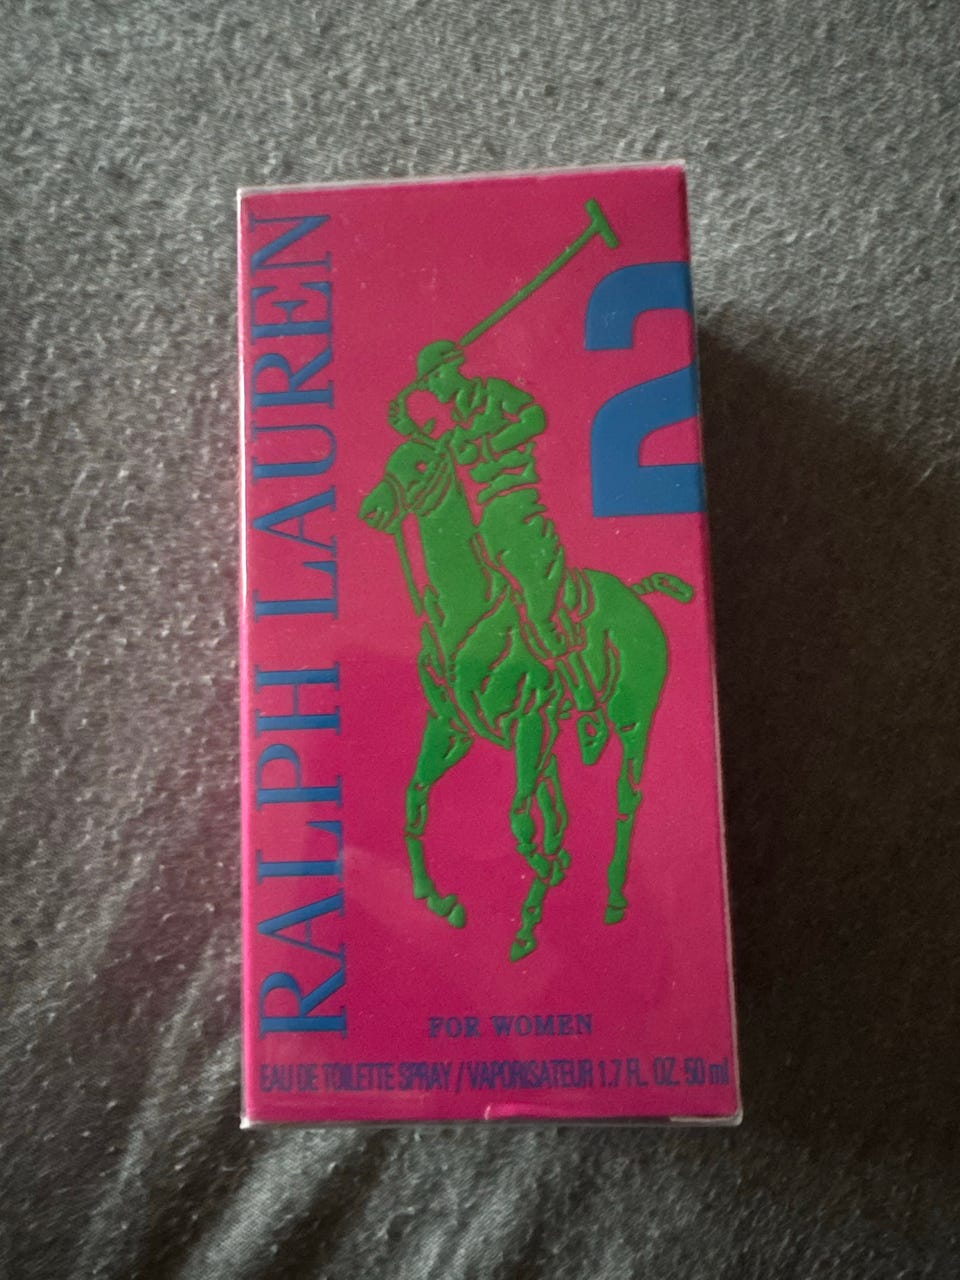 RALPH LAUREN
2
FOR WOMEN
EAU DE TOILETTE SPRAY / VAPORISATEUR 1.7 FL. OZ. 50 ml